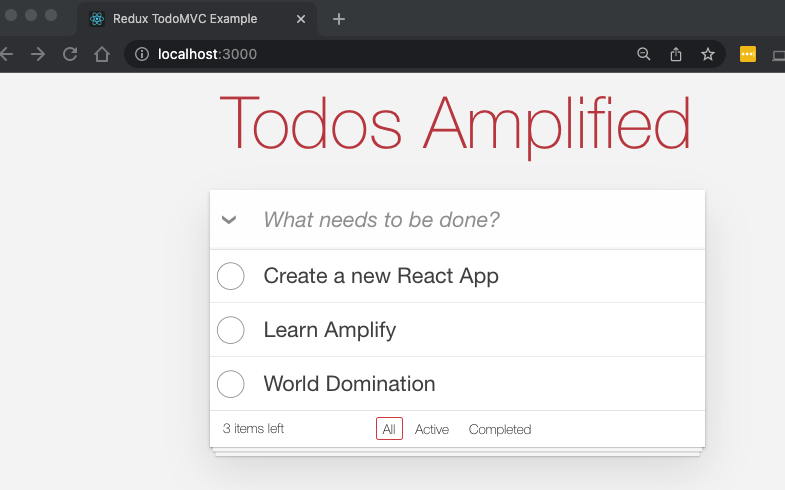 Redux TodoMVC Example
localhost:3000
Todos Amplified
What needs to be done?
Create a new React App
Learn Amplify
World Domination
3 items left All Active Completed